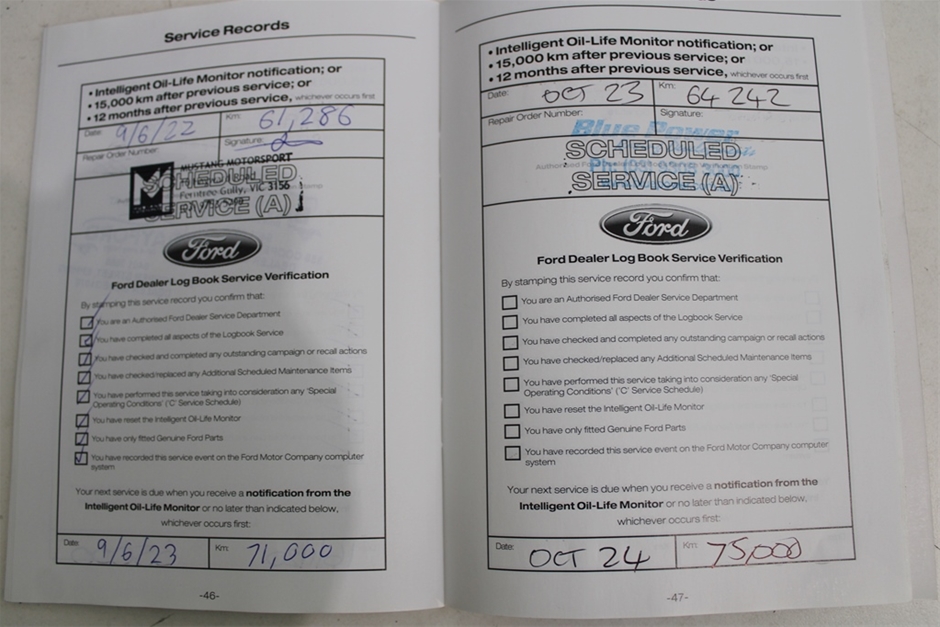 Service Records
• Intelligent Oil-Life Monitor notification; or
• 15,000 km after previous service; or
• 12 months after previous service, whichever occurs first
Date: 9/6/22 Km: 61,286
Repair Order Number: Signature:
MUSTANG MOTORSPORT
SCHEDULED
Ferntree Gully, VIC 3156
SERVICE (A)
Ford
Ford Dealer Log Book Service Verification
By stamping this service record you confirm that:
You are an Authorised Ford Dealer Service Department
You have completed all aspects of the Logbook Service
You have checked and completed any outstanding campaign or recall actions
You have checked/replaced any Additional Scheduled Maintenance Items
You have performed this service taking into consideration any 'Special
Operating Conditions' ('C' Service Schedule)
You have reset the Intelligent Oil-Life Monitor
You have only fitted Genuine Ford Parts
You have recorded this service event on the Ford Motor Company computer
system
Your next service is due when you receive a notification from the
Intelligent Oil-Life Monitor or no later than indicated below,
whichever occurs first:
Date: 9/6/23 Km: 71,000
-46-
• Intelligent Oil-Life Monitor notification; or
• 15,000 km after previous service; or
• 12 months after previous service, whichever occurs first
Date: OCT 23 Km: 64 242
Repair Order Number: Signature:
Blue Power
SCHEDULED
SERVICE (A)
Ford
Ford Dealer Log Book Service Verification
By stamping this service record you confirm that:
You are an Authorised Ford Dealer Service Department
You have completed all aspects of the Logbook Service
You have checked and completed any outstanding campaign or recall actions
You have checked/replaced any Additional Scheduled Maintenance Items
You have performed this service taking into consideration any 'Special
Operating Conditions' ('C' Service Schedule)
You have reset the Intelligent Oil-Life Monitor
You have only fitted Genuine Ford Parts
You have recorded this service event on the Ford Motor Company computer
system
Your next service is due when you receive a notification from the
Intelligent Oil-Life Monitor or no later than indicated below,
whichever occurs first:
Date: OCT 24 Km: 75,000
-47-